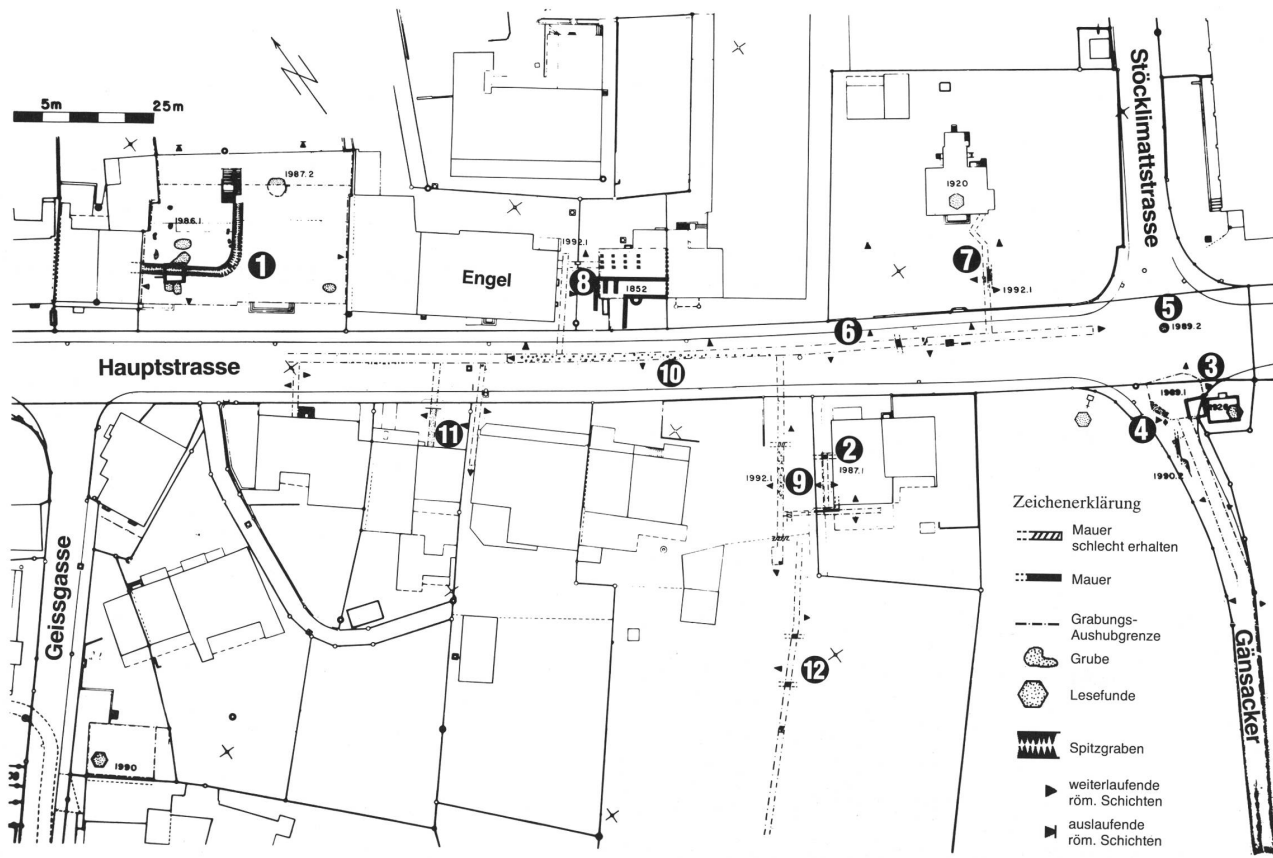 5m 25m
Stöcklimattstrasse
1987.2
1986.1
1
1920
1992.1
Engel
8
1852
7
1992.1
5
1989.2
6
Hauptstrasse
10
3
1989.1
1926
4
11
2
1992.1
9
1987.1
1990.2
Geissgasse
12
Gänsacker
1990
Zeichenerklärung
Mauer
schlecht erhalten
Mauer
Grabungs-
Aushubgrenze
Grube
Lesefunde
Spitzgraben
weiterlaufende
röm. Schichten
auslaufende
röm. Schichten